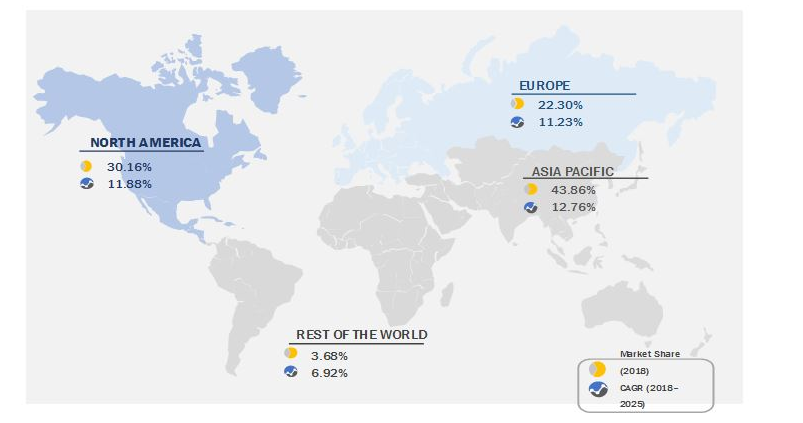 EUROPE
22.30%
11.23%
NORTH AMERICA
30.16%
11.88%
ASIA PACIFIC
43.86%
12.76%
REST OF THE WORLD
3.68%
6.92%
Market Share
(2018)
CAGR (2018–
2025)